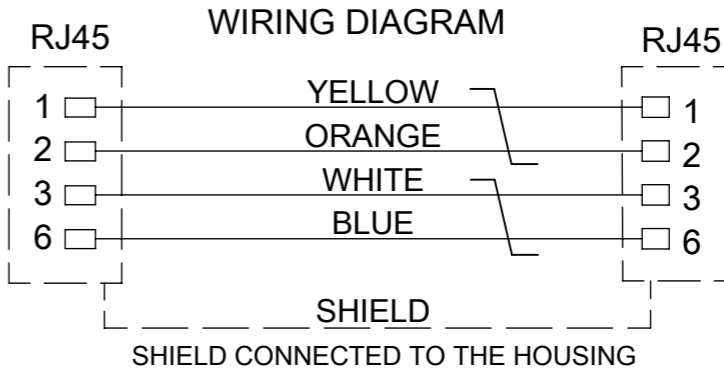 WIRING DIAGRAM
RJ45 RJ45
1 YELLOW 1
2 ORANGE 2
3 WHITE 3
6 BLUE 6
SHIELD
SHIELD CONNECTED TO THE HOUSING